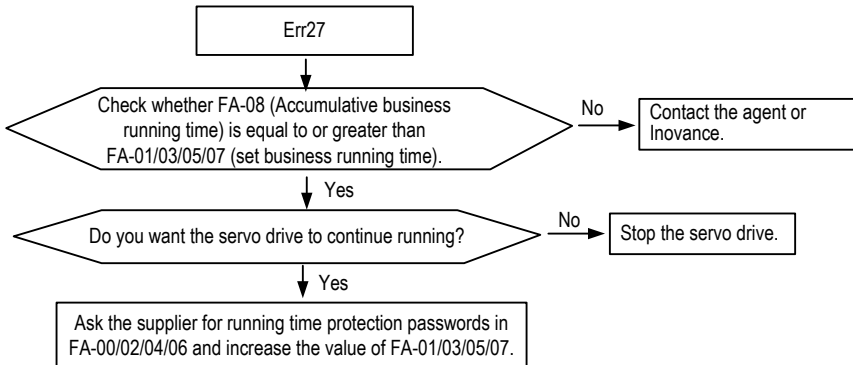 Err27
Check whether FA-08 (Accumulative business
running time) is equal to or greater than
FA-01/03/05/07 (set business running time).
No
Contact the agent or
Inovance.
Yes
Do you want the servo drive to continue running?
No
Stop the servo drive.
Yes
Ask the supplier for running time protection passwords in
FA-00/02/04/06 and increase the value of FA-01/03/05/07.